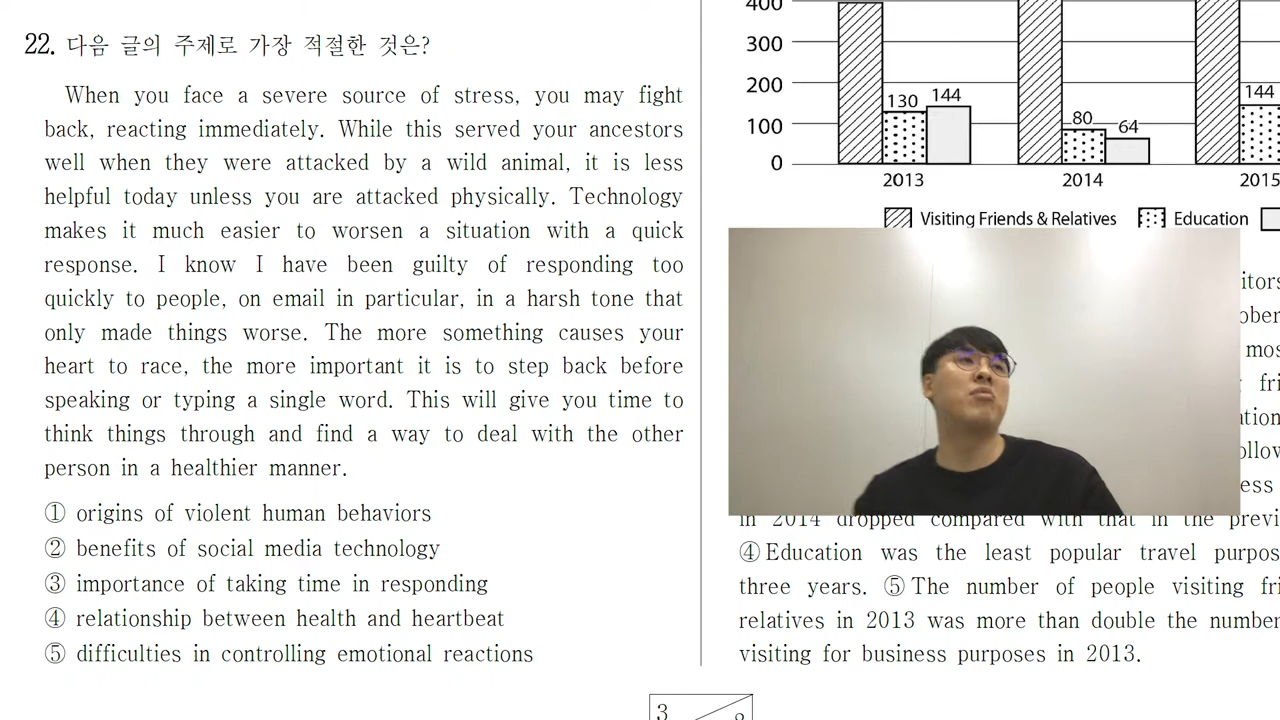 22. 다음 글의 주제로 가장 적절한 것은?
When you face a severe source of stress, you may fight
back, reacting immediately. While this served your ancestors
well when they were attacked by a wild animal, it is less
helpful today unless you are attacked physically. Technology
makes it much easier to worsen a situation with a quick
response. I know I have been guilty of responding too
quickly to people, on email in particular, in a harsh tone that
only made things worse. The more something causes your
heart to race, the more important it is to step back before
speaking or typing a single word. This will give you time to
think things through and find a way to deal with the other
person in a healthier manner.
① origins of violent human behaviors
② benefits of social media technology
③ importance of taking time in responding
④ relationship between health and heartbeat
⑤ difficulties in controlling emotional reactions
400
300
200
100
0
130 144
80 64
144
2013 2014 2015
Visiting Friends & Relatives Education
in 2014 dropped compared with that in the
④ Education was the least popular travel
three years. ⑤ The number of people visiting
relatives in 2013 was more than double the number
visiting for business purposes in 2013.
3